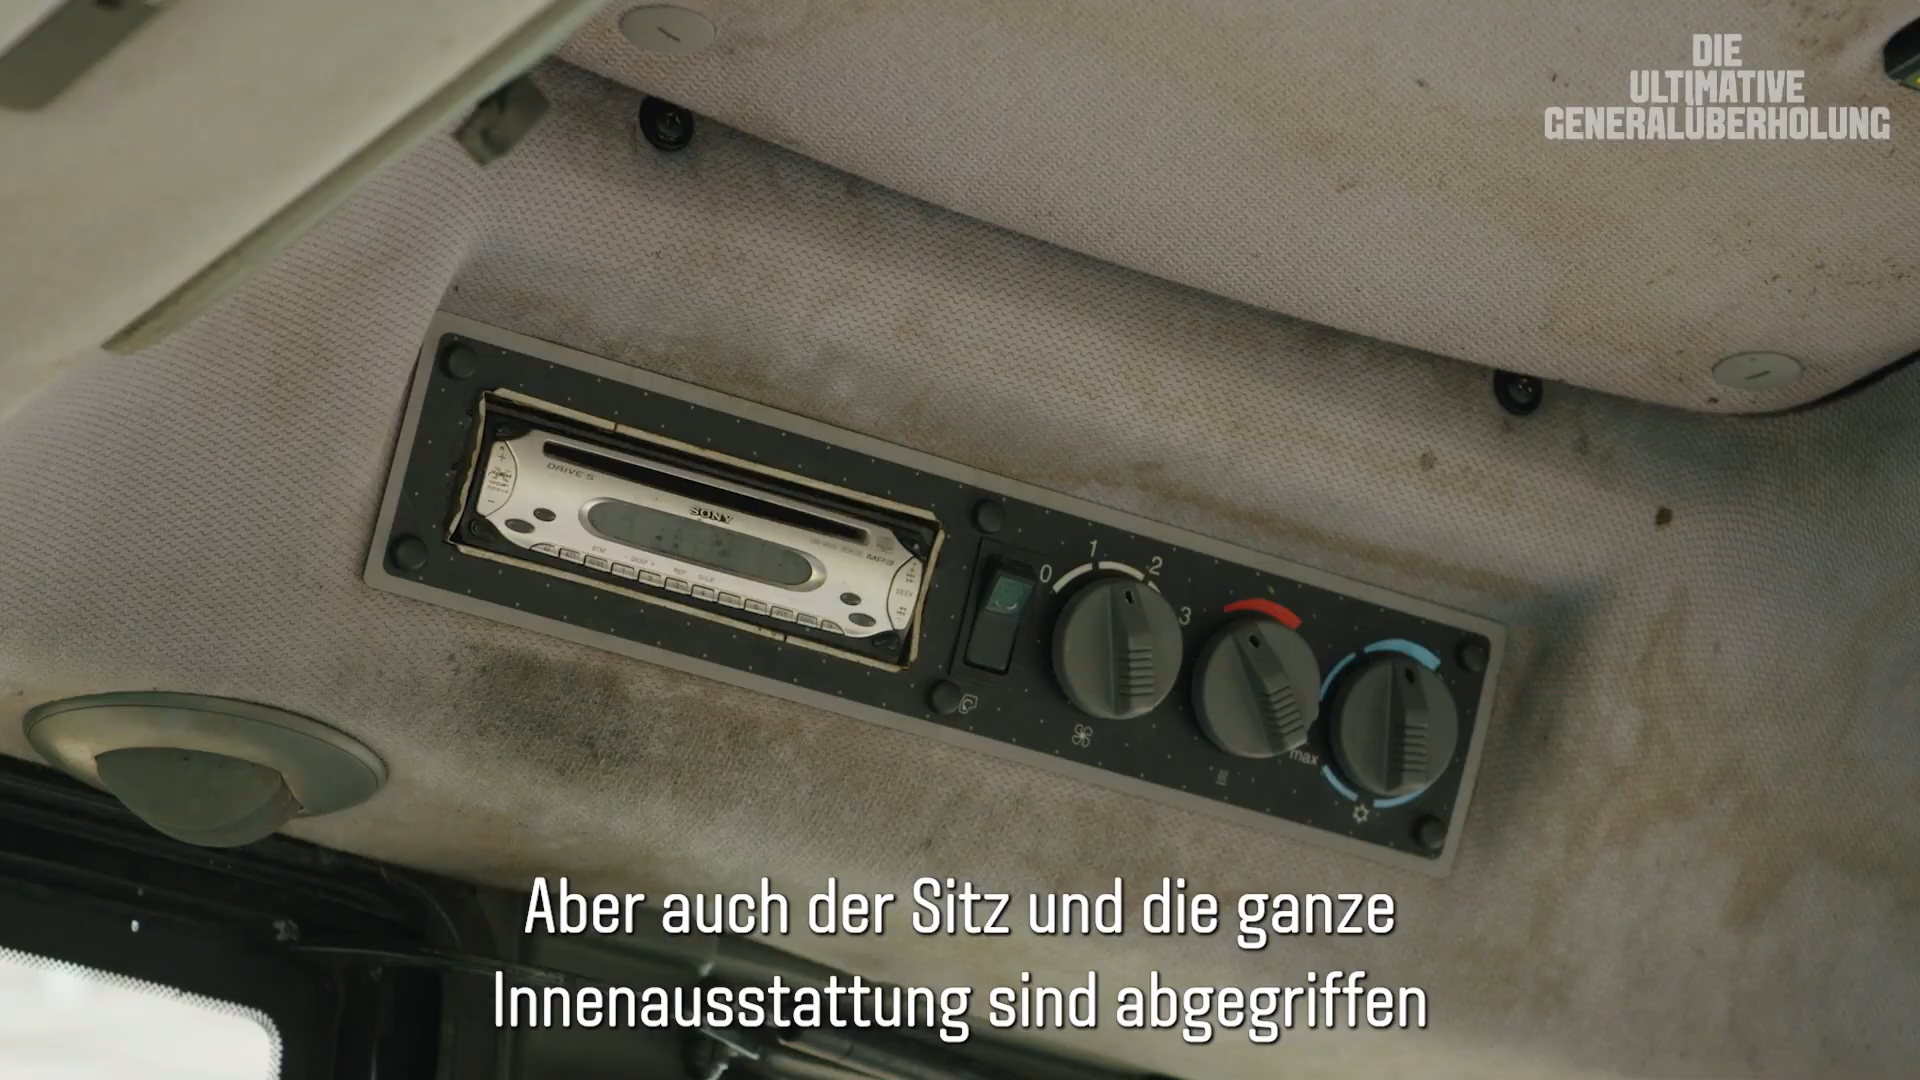 DIE
ULTIMATIVE
GENERALÜBERHOLUNG
DRIVE-S
SONY
MP3
SEEK
0
1
2
3
max
Aber auch der Sitz und die ganze
Innenausstattung sind abgegriffen